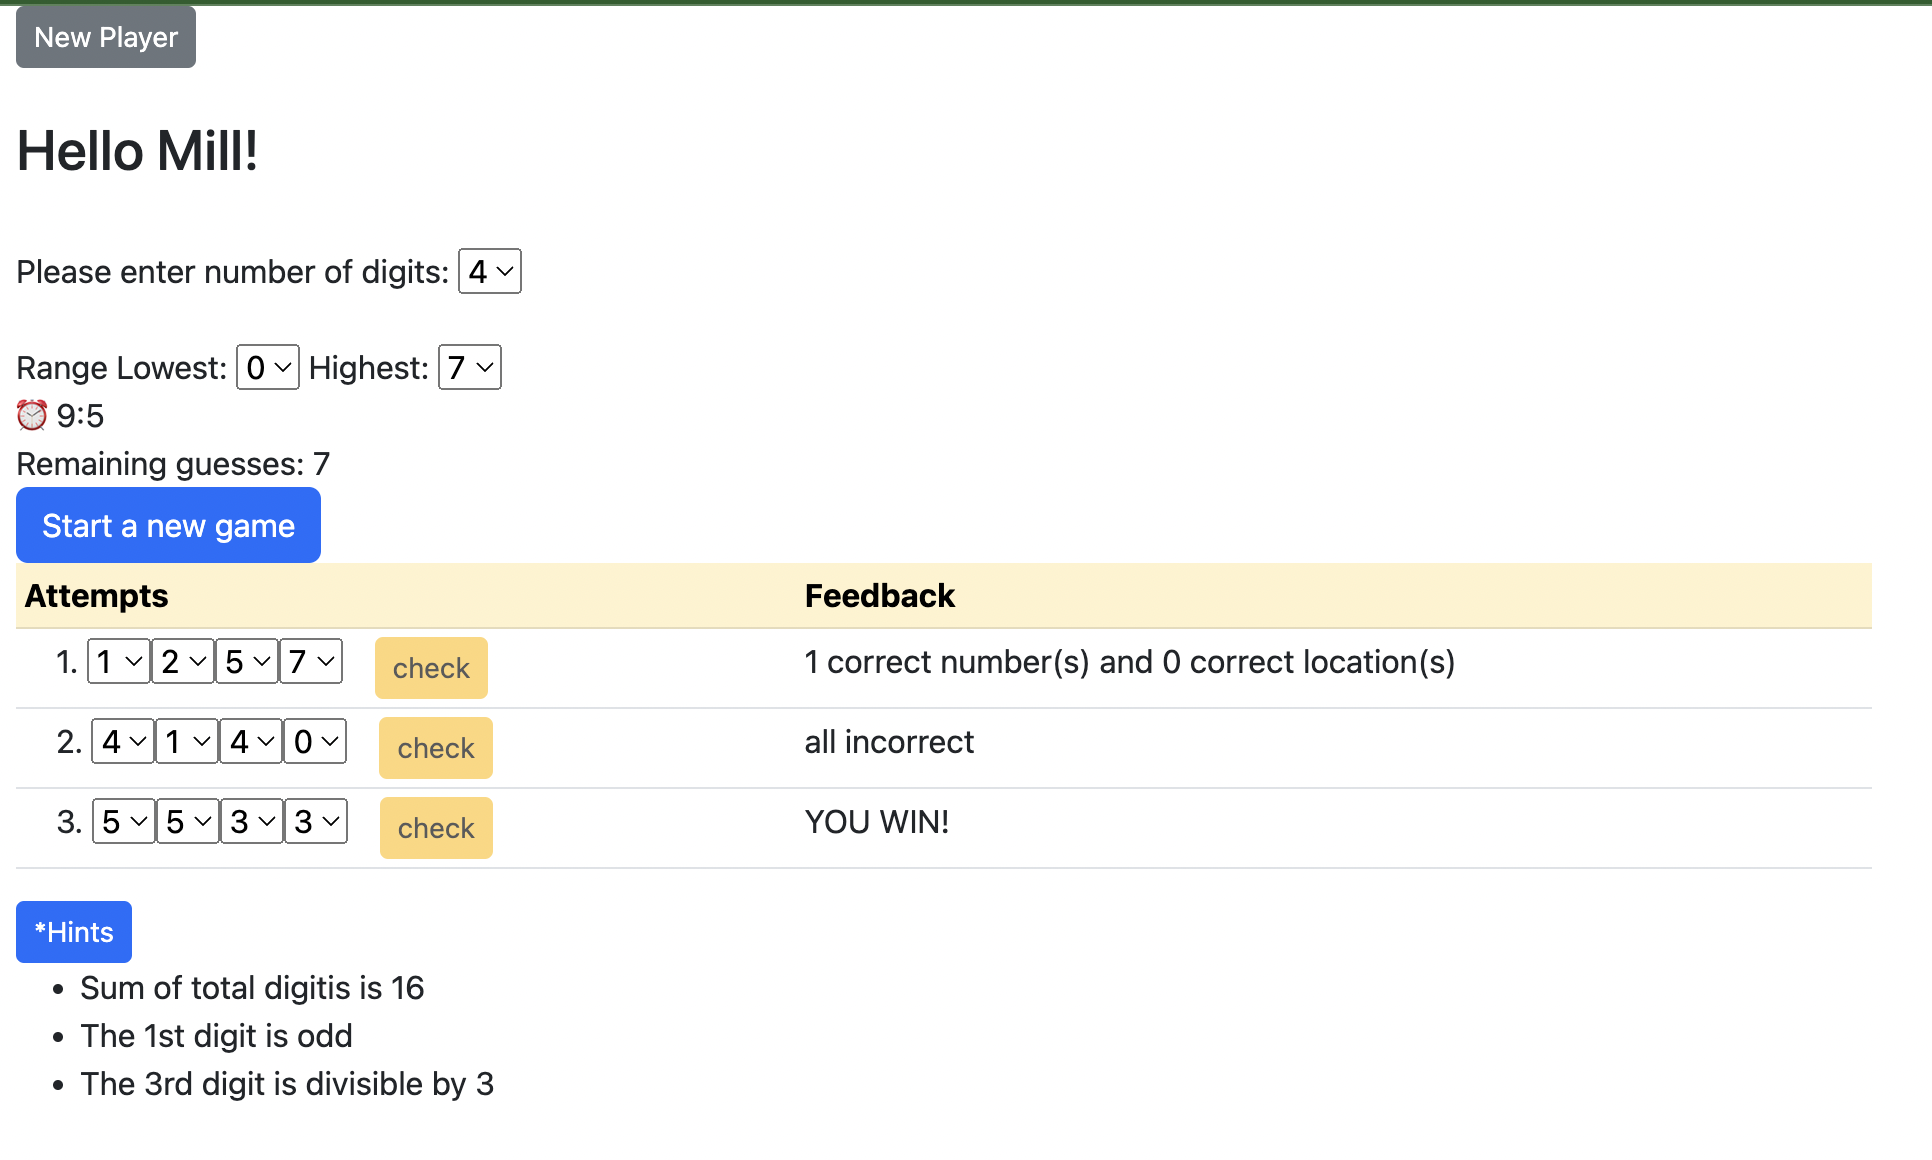 New Player
Hello Mill!
Please enter number of digits: 4
Range Lowest: 0 Highest: 7
⏰ 9:5
Remaining guesses: 7
Start a new game
Attempts Feedback
1. 1 2 5 7 check 1 correct number(s) and 0 correct location(s)
2. 4 1 4 0 check all incorrect
3. 5 5 3 3 check YOU WIN!
*Hints
• Sum of total digitis is 16
• The 1st digit is odd
• The 3rd digit is divisible by 3